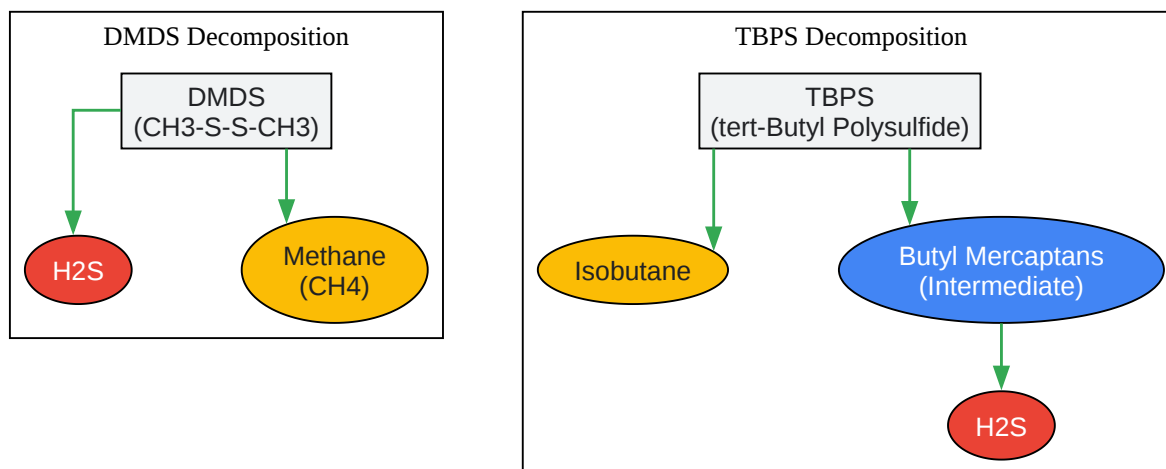 DMDS Decomposition
DMDS
(CH3-S-S-CH3)
H2S
Methane
(CH4)
TBPS Decomposition
TBPS
(tert-Butyl Polysulfide)
Isobutane
Butyl Mercaptans
(Intermediate)
H2S